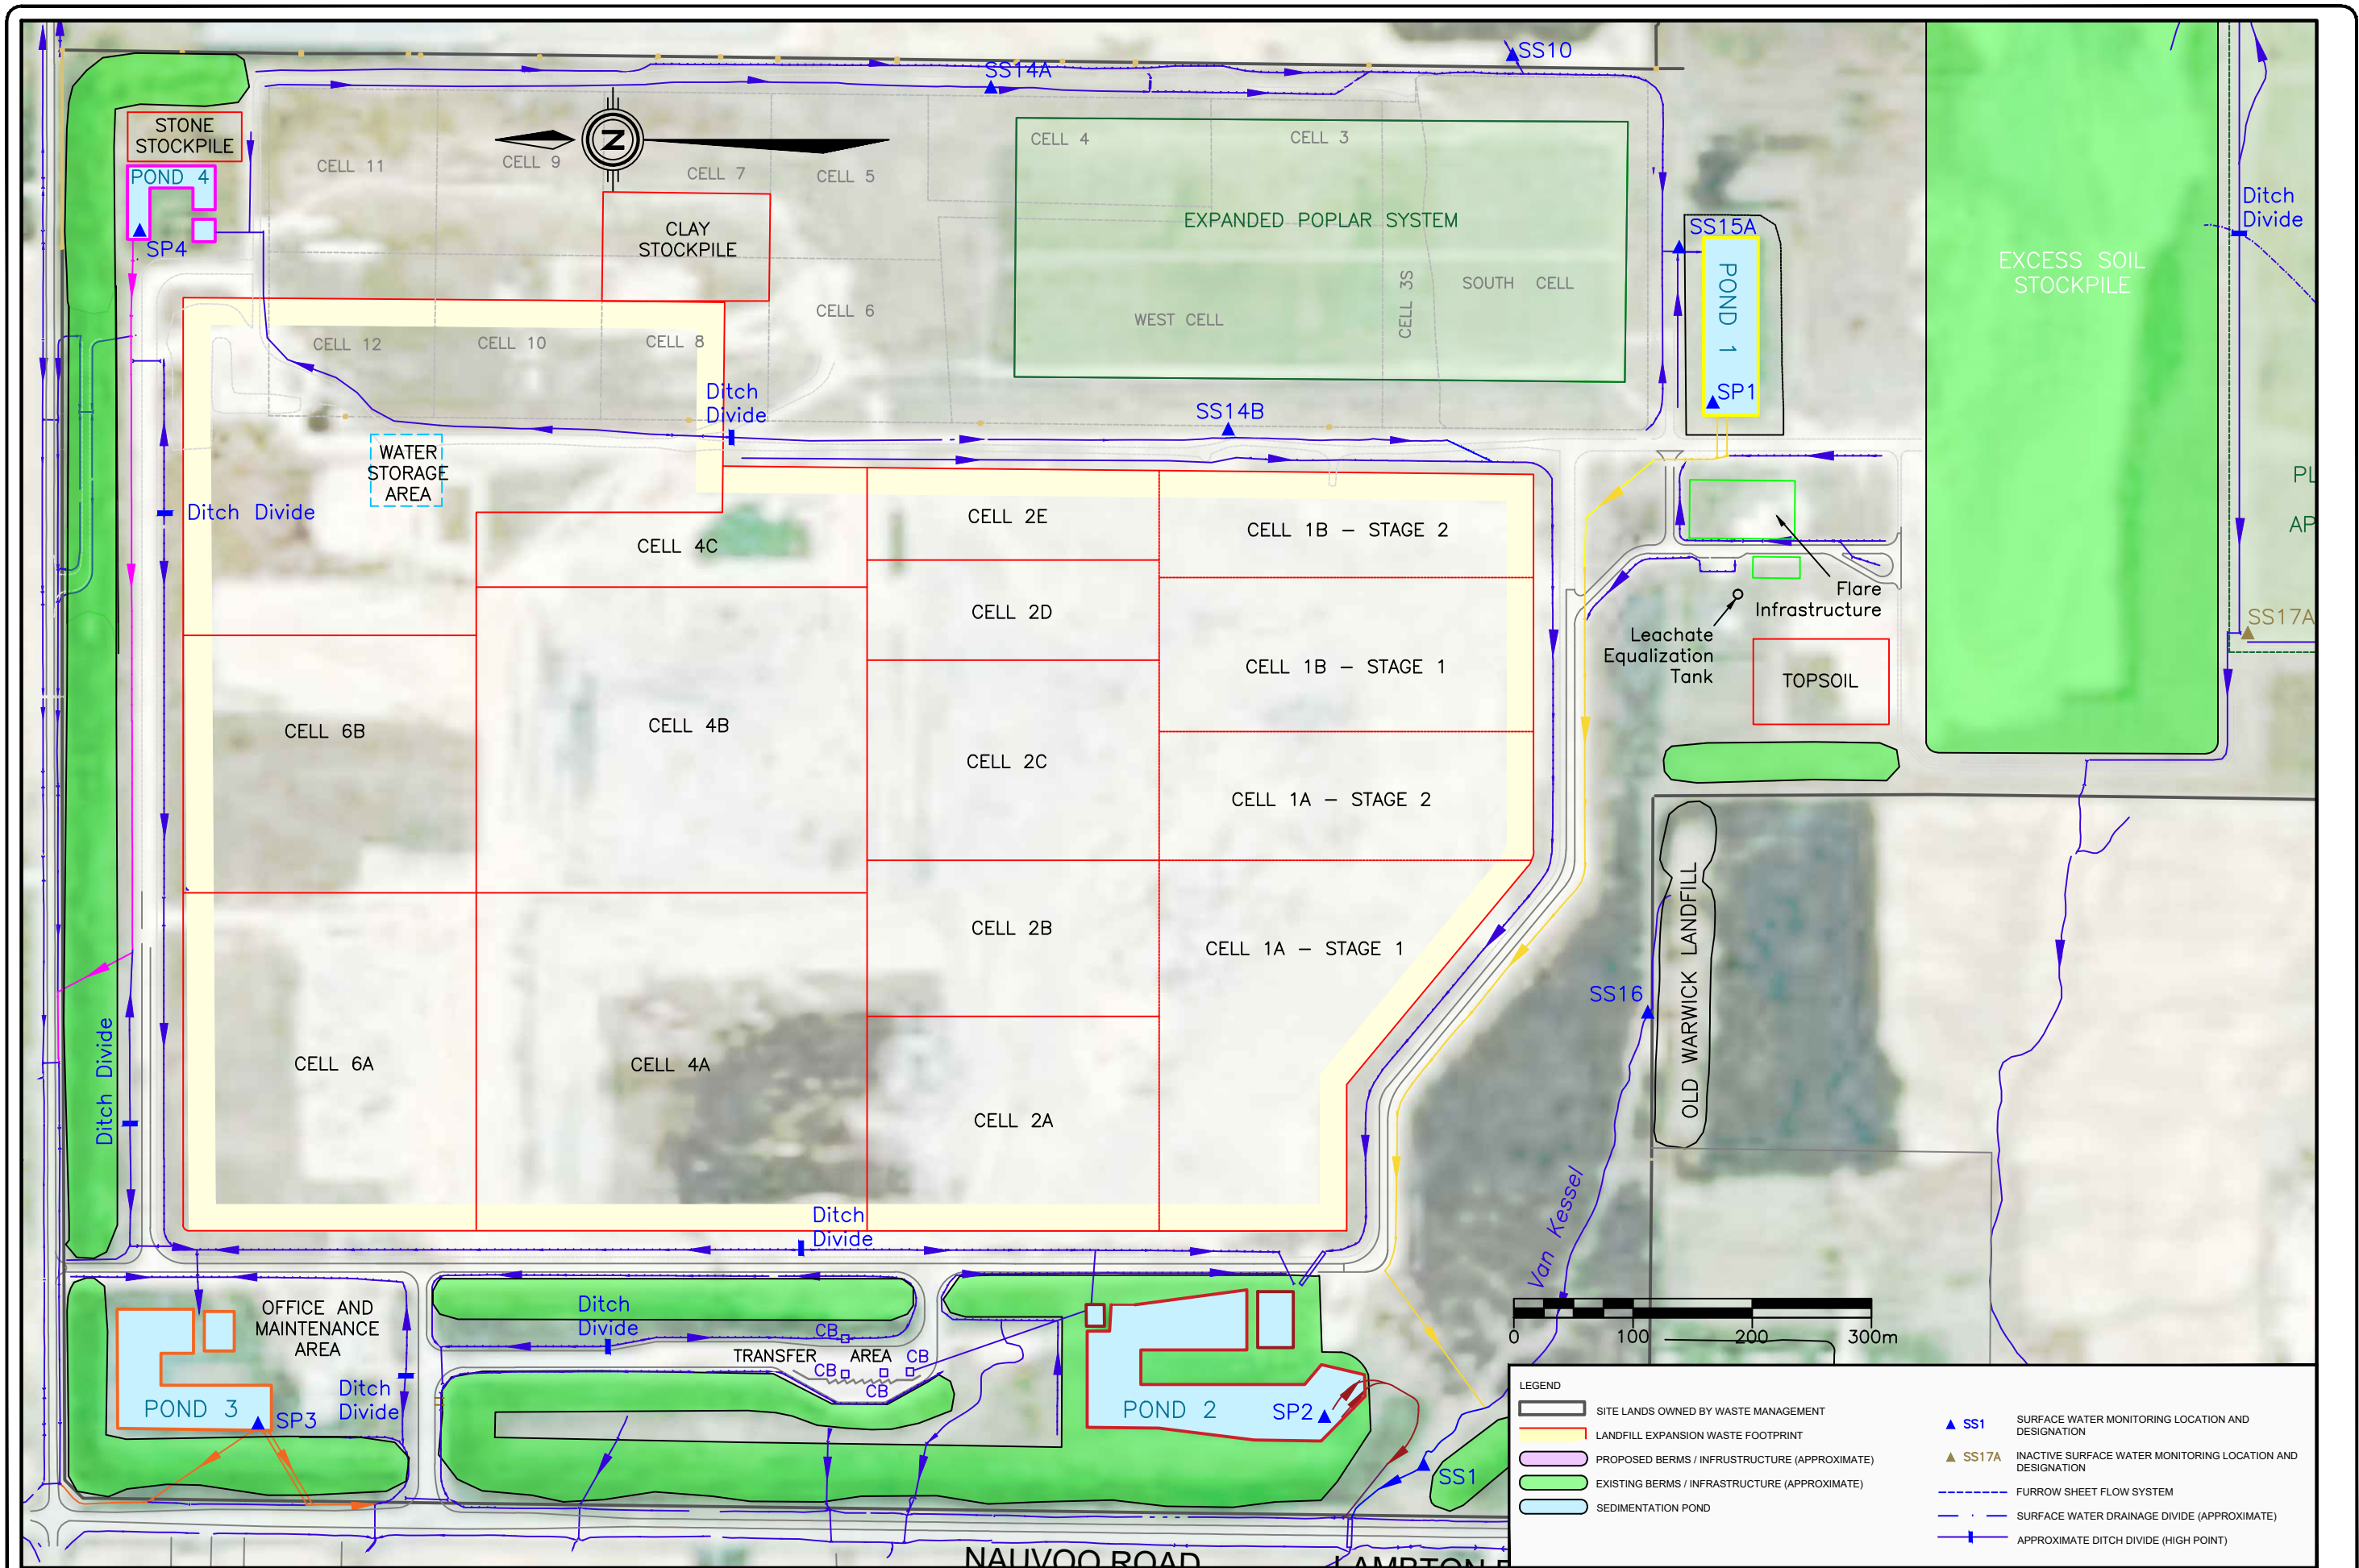 SS10
SS14A
STONE
STOCKPILE
POND 4
SP4
CELL 11
CELL 9
N
CELL 7
CELL 5
CELL 4
CELL 3
CLAY
STOCKPILE
EXPANDED POPLAR SYSTEM
CELL 3S
SOUTH CELL
WEST CELL
CELL 6
CELL 12
CELL 10
CELL 8
SS15A
POND 1
SP1
EXCESS SOIL
STOCKPILE
Ditch
Divide
Ditch
Divide
SS14B
WATER
STORAGE
AREA
Ditch Divide
PL
AP
CELL 4C
CELL 2E
CELL 1B - STAGE 2
Flare
Infrastructure
Leachate
Equalization
Tank
SS17A
CELL 2D
CELL 1B - STAGE 1
TOPSOIL
CELL 6B
CELL 4B
CELL 2C
CELL 1A - STAGE 2
CELL 2B
CELL 1A - STAGE 1
OLD WARWICK LANDFILL
SS16
Ditch Divide
CELL 6A
CELL 4A
CELL 2A
Van Kessel
Ditch
Divide
OFFICE AND
MAINTENANCE
AREA
Ditch
Divide
CB
TRANSFER AREA
CB
CB
CB
Ditch
Divide
POND 3
SP3
POND 2
SP2
SS1
0 100 200 300m
LEGEND
SITE LANDS OWNED BY WASTE MANAGEMENT
LANDFILL EXPANSION WASTE FOOTPRINT
PROPOSED BERMS / INFRUSTRUCTURE (APPROXIMATE)
EXISTING BERMS / INFRASTRUCTURE (APPROXIMATE)
SEDIMENTATION POND
SS1 SURFACE WATER MONITORING LOCATION AND
DESIGNATION
SS17A INACTIVE SURFACE WATER MONITORING LOCATION AND
DESIGNATION
FURROW SHEET FLOW SYSTEM
SURFACE WATER DRAINAGE DIVIDE (APPROXIMATE)
APPROXIMATE DITCH DIVIDE (HIGH POINT)
NAUVOO ROAD